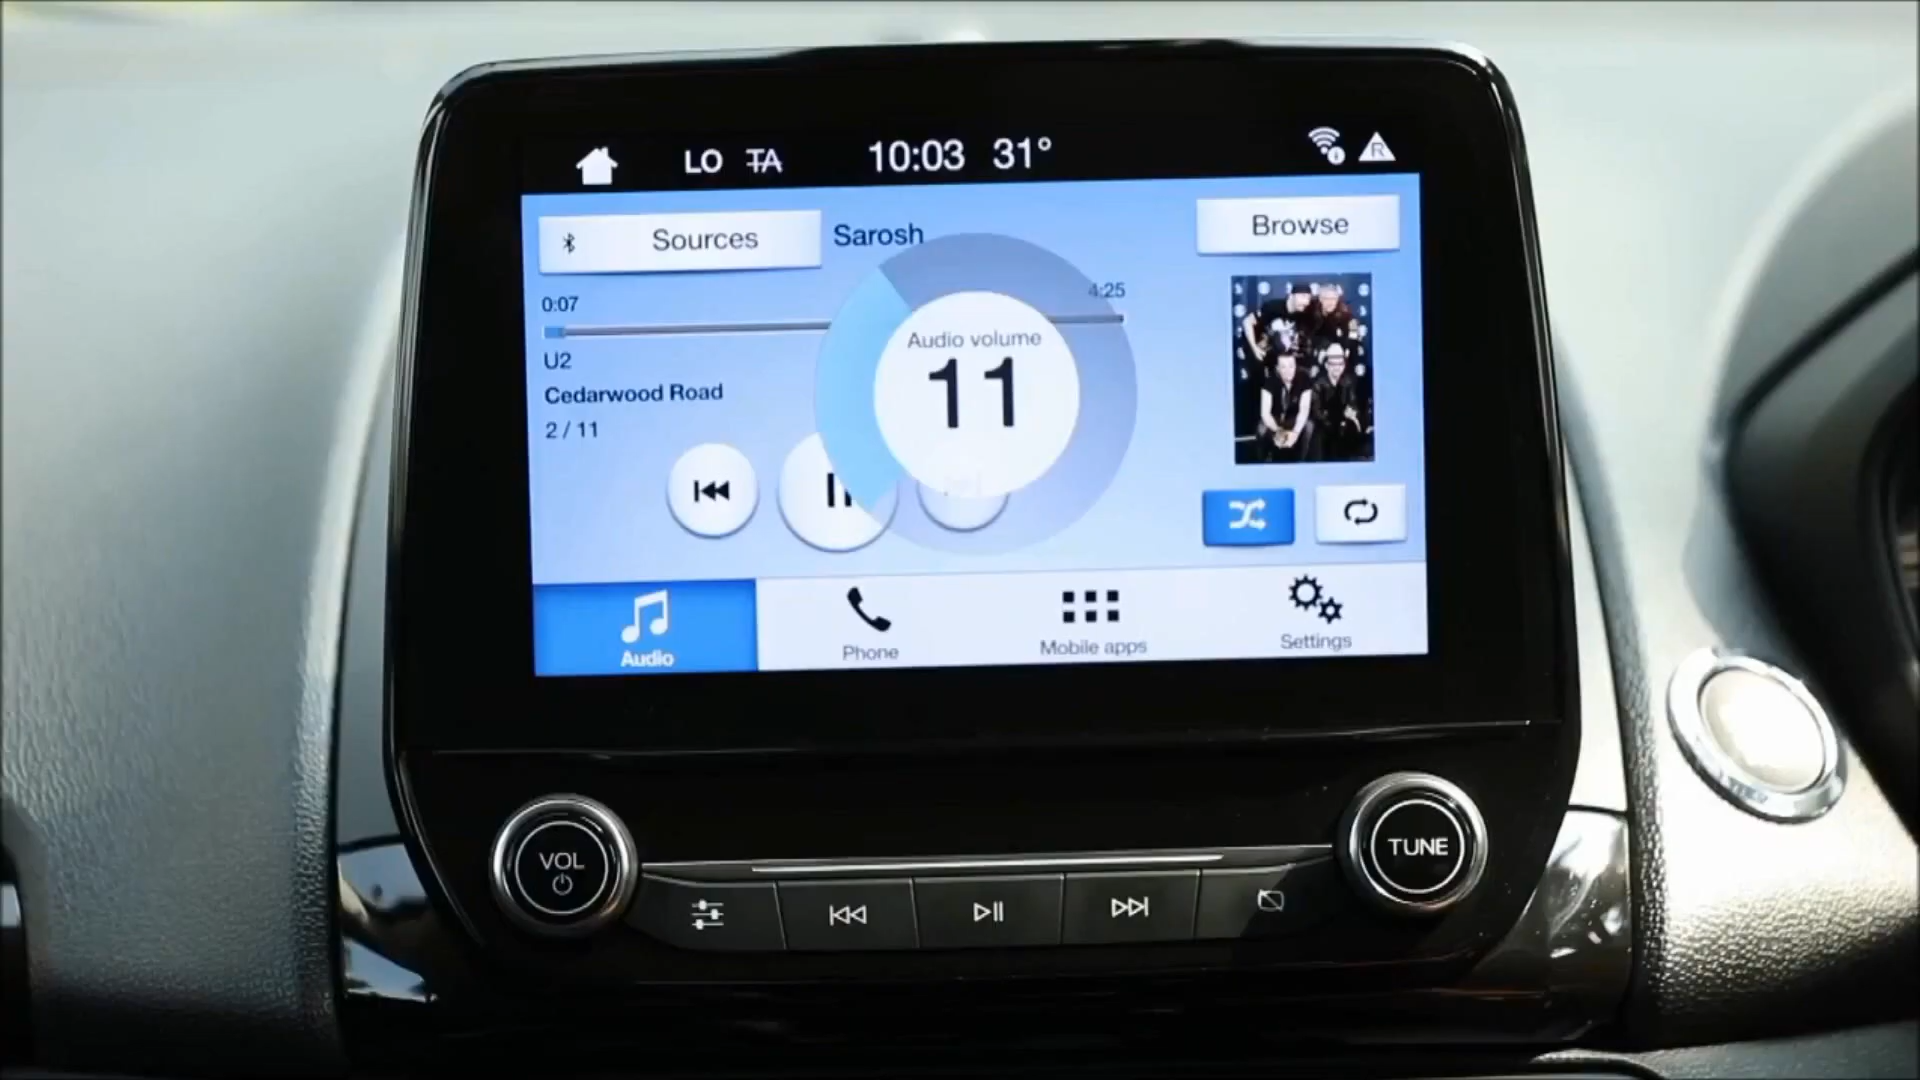 LO TA 10:03 31° R
Sources Sarosh Browse
0:07 4:25
U2
Cedarwood Road
2 / 11
Audio volume
11
Audio Phone Mobile apps Settings
VOL TUNE